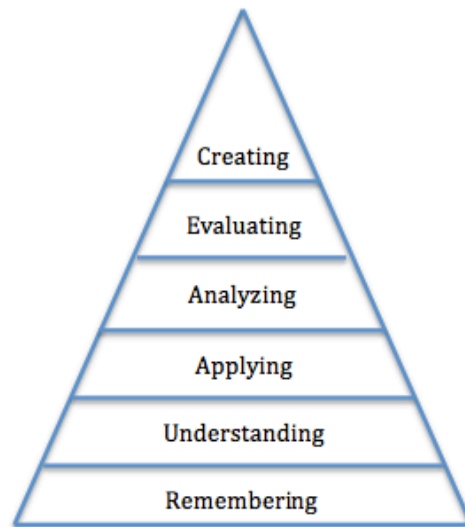 Creating
Evaluating
Analyzing
Applying
Understanding
Remembering